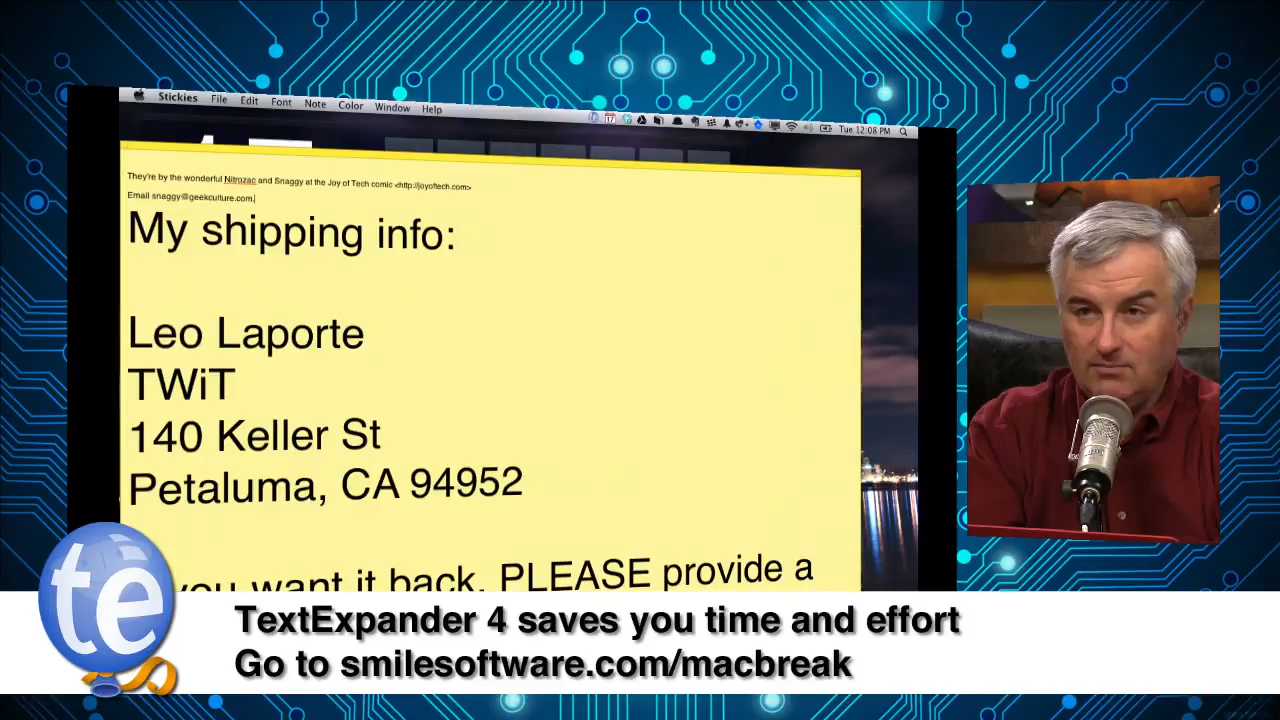 Stickies File Edit Font Note Color Window Help
17
Tue 12:08 PM
They're by the wonderful Nitrozac and Snaggy at the Joy of Tech comic <http://joyoftech.com>
Email snaggy@geekculture.com.
My shipping info:
Leo Laporte
TWiT
140 Keller St
Petaluma, CA 94952
you want it back, PLEASE provide a
te
TextExpander 4 saves you time and effort
Go to smilesoftware.com/macbreak